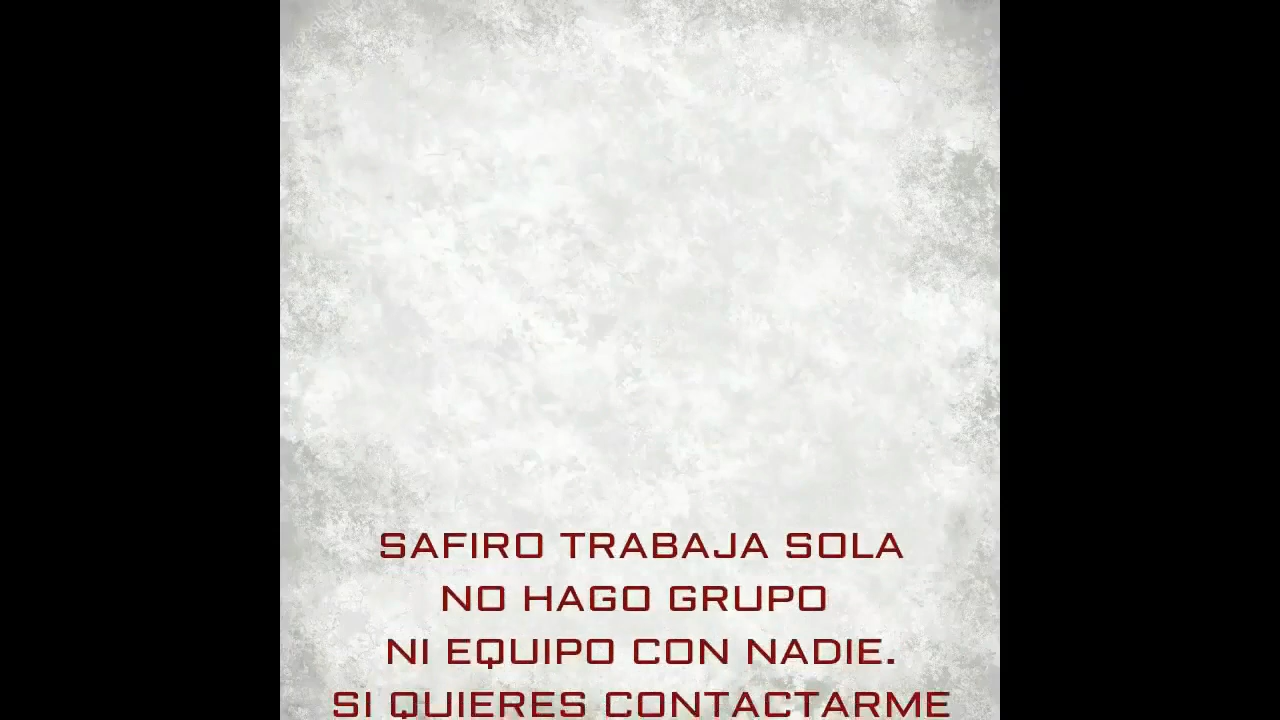 SAFIRO TRABAJA SOLA
NO HAGO GRUPO
NI EQUIPO CON NADIE.
SI QUIERES CONTACTARME